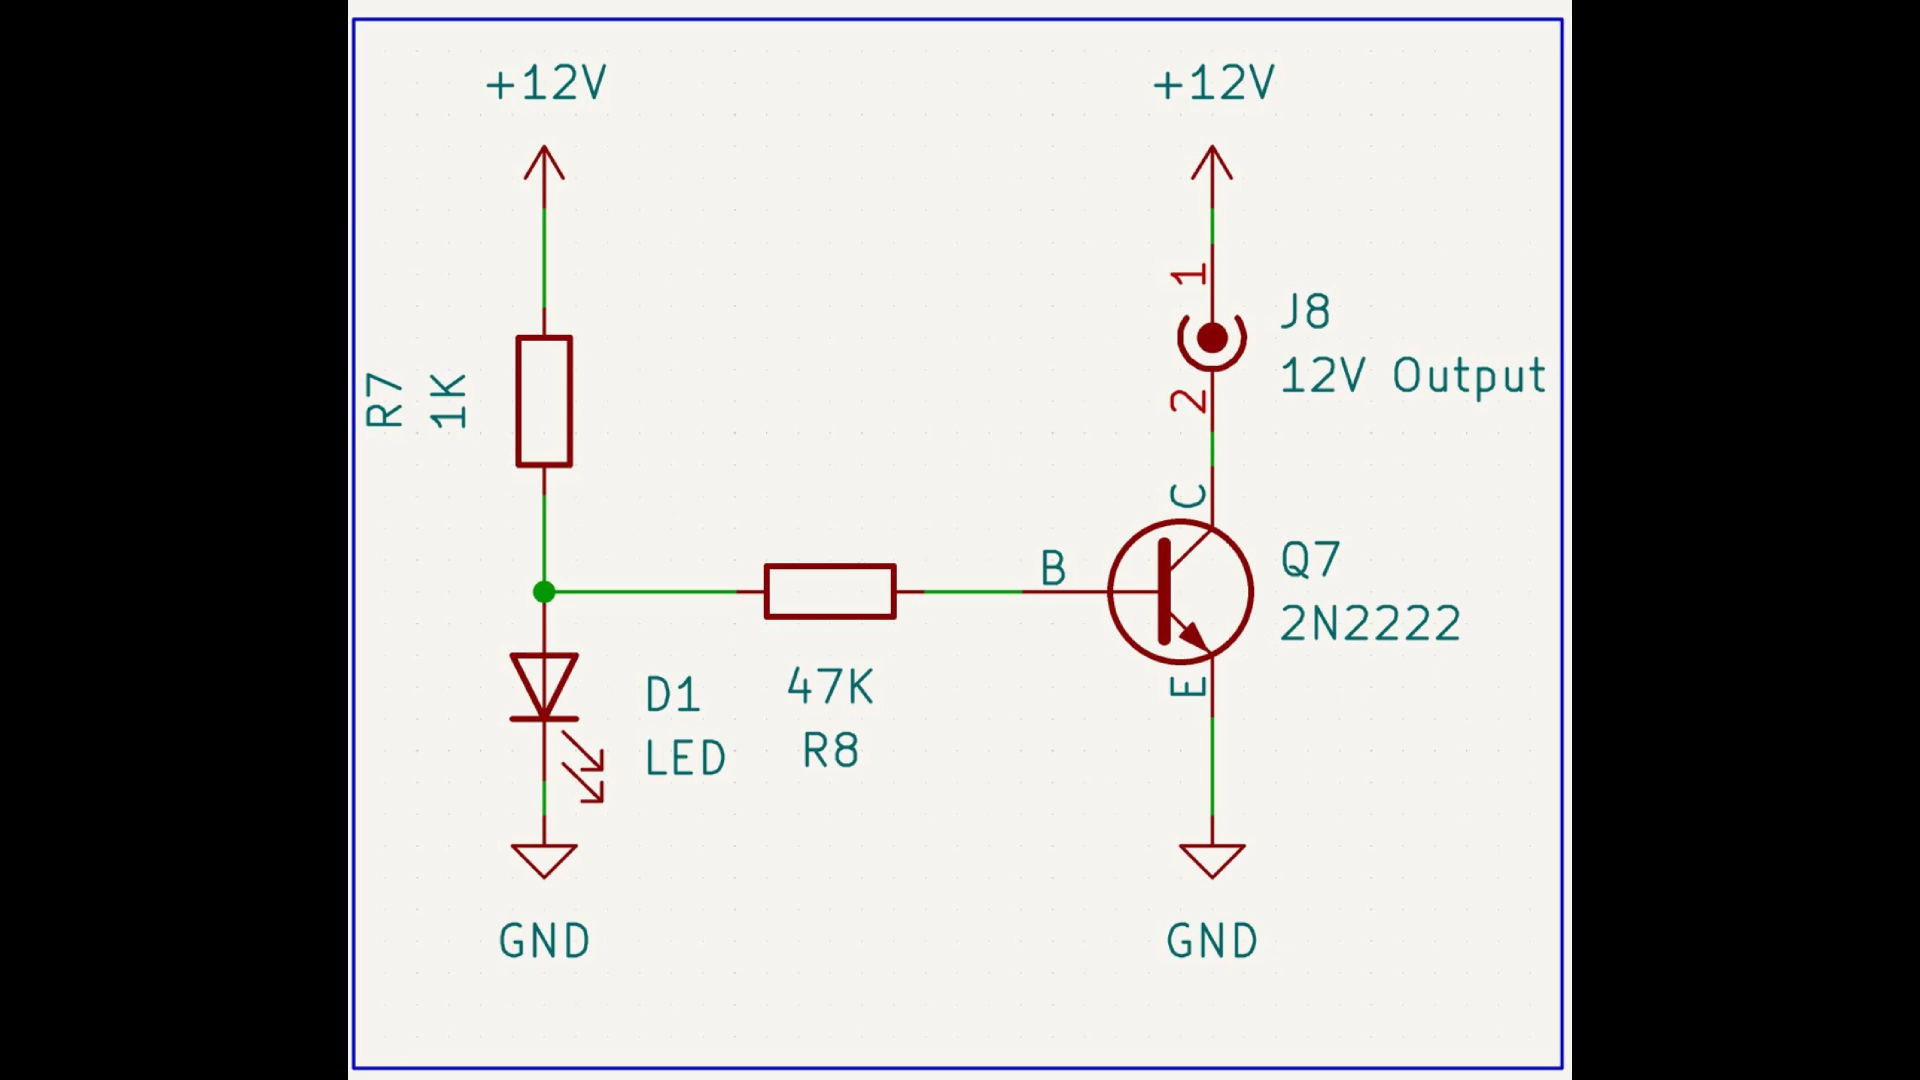 +12V
+12V
1
J8
12V Output
2
R7
1K
C
B
Q7
2N2222
E
47K
R8
D1
LED
GND
GND